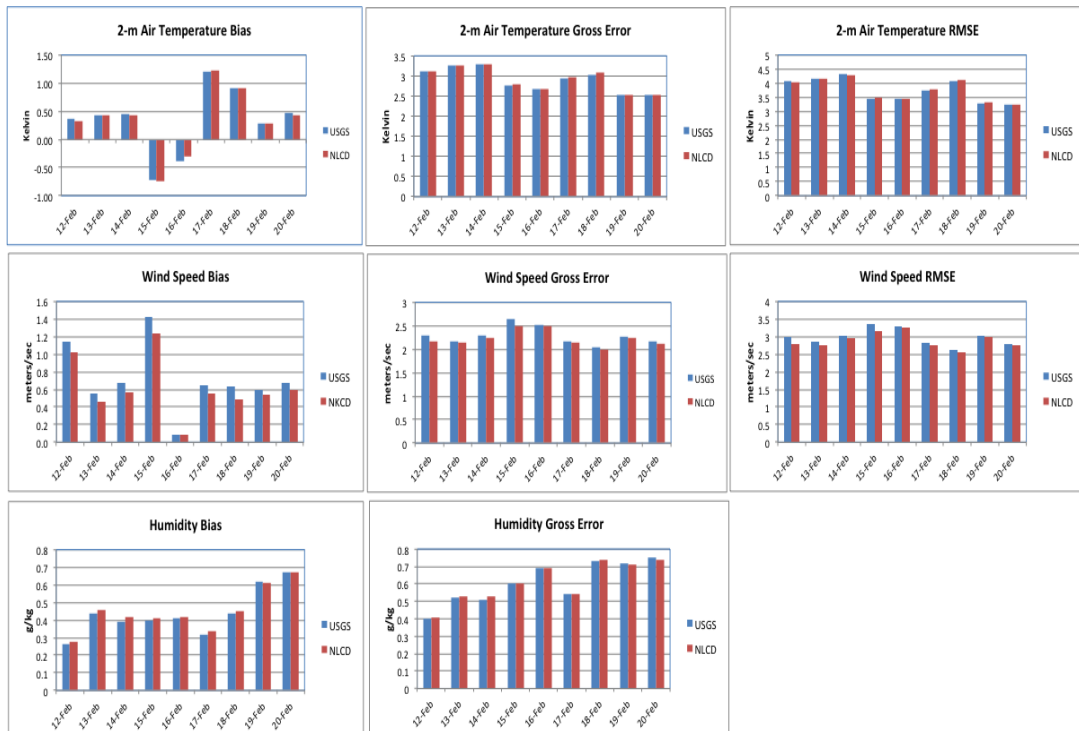 2-m Air Temperature Bias
1.50
1.00
0.50
0.00
-0.50
-1.00
Kelvin
12-Feb
13-Feb
14-Feb
15-Feb
16-Feb
17-Feb
18-Feb
19-Feb
20-Feb
USGS
NLCD
2-m Air Temperature Gross Error
3.5
3
2.5
2
1.5
1
0.5
0
Kelvin
12-Feb
13-Feb
14-Feb
15-Feb
16-Feb
17-Feb
18-Feb
19-Feb
20-Feb
USGS
NLCD
2-m Air Temperature RMSE
5
4.5
4
3.5
3
2.5
2
1.5
1
0.5
0
Kelvin
12-Feb
13-Feb
14-Feb
15-Feb
16-Feb
17-Feb
18-Feb
19-Feb
20-Feb
USGS
NLCD
Wind Speed Bias
1.6
1.4
1.2
1.0
0.8
0.6
0.4
0.2
0.0
meters/sec
12-Feb
13-Feb
14-Feb
15-Feb
16-Feb
17-Feb
18-Feb
19-Feb
20-Feb
USGS
NKCD
Wind Speed Gross Error
3
2.5
2
1.5
1
0.5
0
meters/sec
12-Feb
13-Feb
14-Feb
15-Feb
16-Feb
17-Feb
18-Feb
19-Feb
20-Feb
USGS
NLCD
Wind Speed RMSE
4
3.5
3
2.5
2
1.5
1
0.5
0
meters/sec
12-Feb
13-Feb
14-Feb
15-Feb
16-Feb
17-Feb
18-Feb
19-Feb
20-Feb
USGS
NLCD
Humidity Bias
0.8
0.7
0.6
0.5
0.4
0.3
0.2
0.1
0
g/kg
12-Feb
13-Feb
14-Feb
15-Feb
16-Feb
17-Feb
18-Feb
19-Feb
20-Feb
USGS
NLCD
Humidity Gross Error
0.8
0.7
0.6
0.5
0.4
0.3
0.2
0.1
0
g/kg
12-Feb
13-Feb
14-Feb
15-Feb
16-Feb
17-Feb
18-Feb
19-Feb
20-Feb
USGS
NLCD